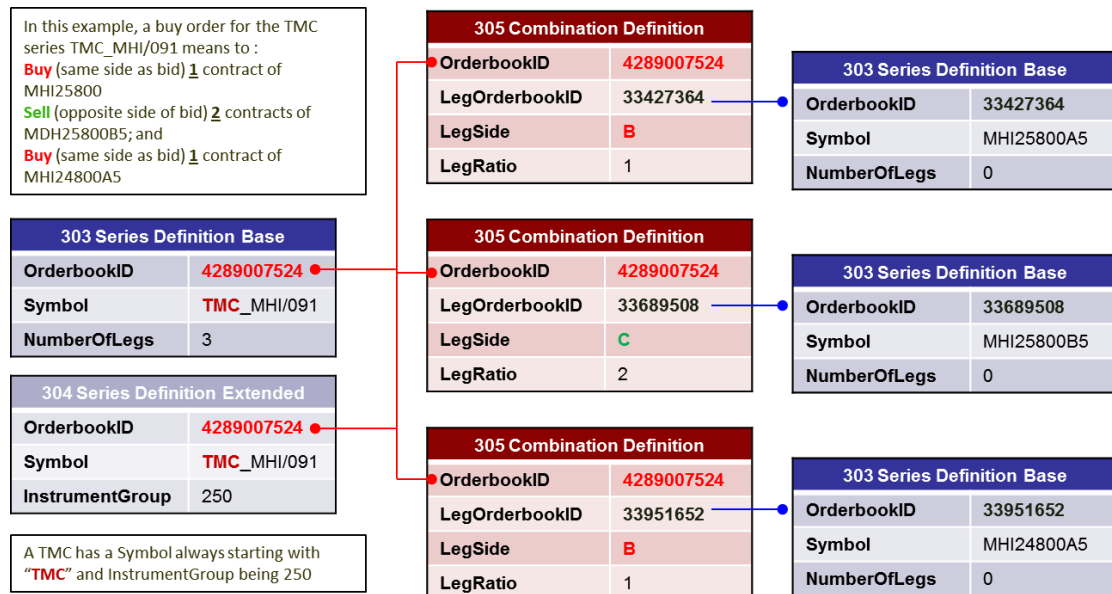 In this example, a buy order for the TMC
series TMC_MHI/091 means to :
Buy (same side as bid) 1 contract of
MHI25800
Sell (opposite side of bid) 2 contracts of
MDH25800B5; and
Buy (same side as bid) 1 contract of
MHI24800A5
303 Series Definition Base
OrderbookID 4289007524
Symbol TMC_MHI/091
NumberOfLegs 3
304 Series Definition Extended
OrderbookID 4289007524
Symbol TMC_MHI/091
InstrumentGroup 250
A TMC has a Symbol always starting with
“TMC” and InstrumentGroup being 250
305 Combination Definition
OrderbookID 4289007524
LegOrderbookID 33427364
LegSide B
LegRatio 1
305 Combination Definition
OrderbookID 4289007524
LegOrderbookID 33689508
LegSide C
LegRatio 2
305 Combination Definition
OrderbookID 4289007524
LegOrderbookID 33951652
LegSide B
LegRatio 1
303 Series Definition Base
OrderbookID 33427364
Symbol MHI25800A5
NumberOfLegs 0
303 Series Definition Base
OrderbookID 33689508
Symbol MHI25800B5
NumberOfLegs 0
303 Series Definition Base
OrderbookID 33951652
Symbol MHI24800A5
NumberOfLegs 0